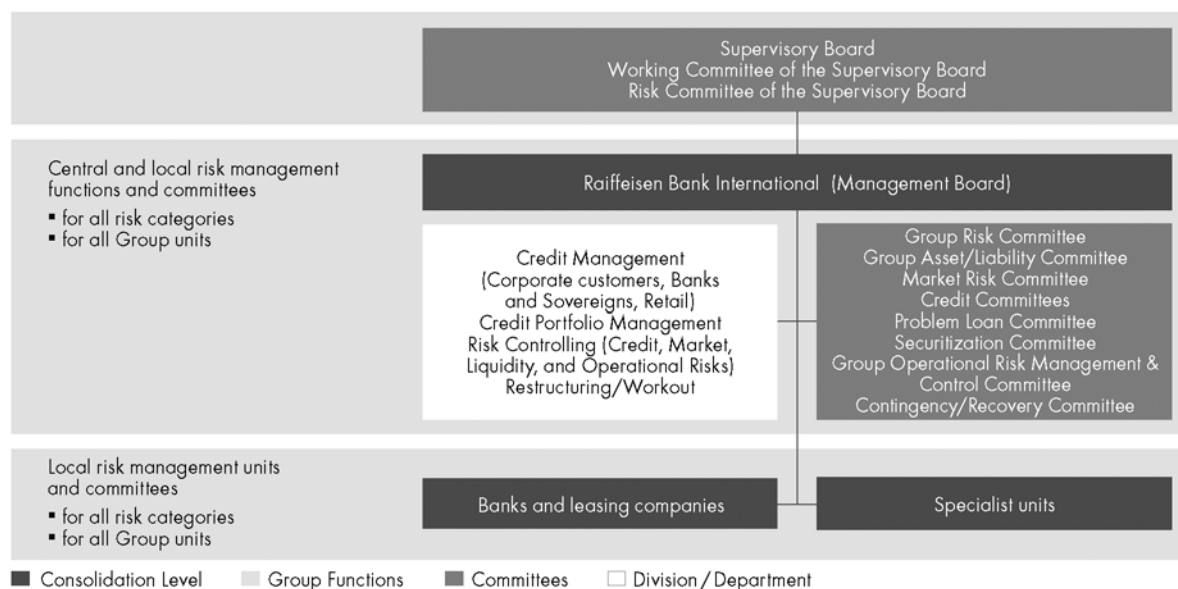 Supervisory Board
Working Committee of the Supervisory Board
Risk Committee of the Supervisory Board
Central and local risk management
functions and committees
▪ for all risk categories
▪ for all Group units
Raiffeisen Bank International (Management Board)
Credit Management
(Corporate customers, Banks
and Sovereigns, Retail)
Credit Portfolio Management
Risk Controlling (Credit, Market,
Liquidity, and Operational Risks)
Restructuring/Workout
Group Risk Committee
Group Asset/Liability Committee
Market Risk Committee
Credit Committees
Problem Loan Committee
Securitization Committee
Group Operational Risk Management &
Control Committee
Contingency/Recovery Committee
Local risk management units
and committees
▪ for all risk categories
▪ for all Group units
Banks and leasing companies
Specialist units
Consolidation Level
Group Functions
Committees
Division/Department